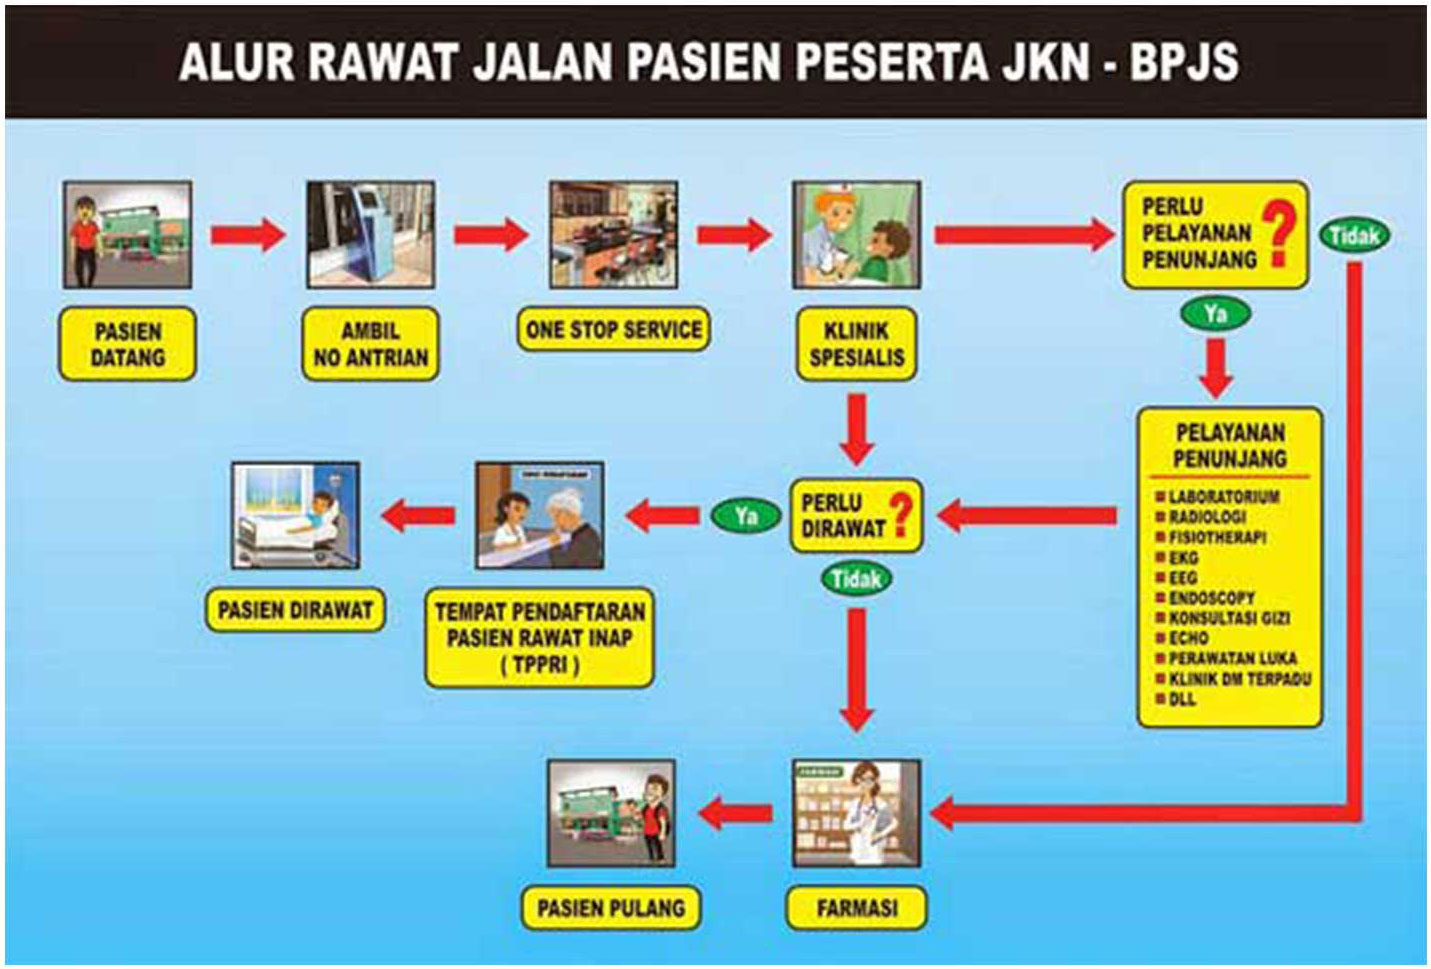 ALUR RAWAT JALAN PASIEN PESERTA JKN - BPJS
PASIEN
DATANG
AMBIL
NO ANTRIAN
ONE STOP SERVICE
KLINIK
SPESIALIS
PERLU
PELAYANAN
PENUNJANG ?
Tidak
Ya
PELAYANAN
PENUNJANG
LABORATORIUM
RADIOLOGI
FISIOTHERAPI
EKG
EEG
ENDOSCOPY
KONSULTASI GIZI
ECHO
PERAWATAN LUKA
KLINIK DM TERPADU
DLL
PERLU
DIRAWAT ?
Ya
Tidak
TEMPAT PENDAFTARAN
PASIEN RAWAT INAP
( TPPRI )
PASIEN DIRAWAT
FARMASI
FARMASI
PASIEN PULANG